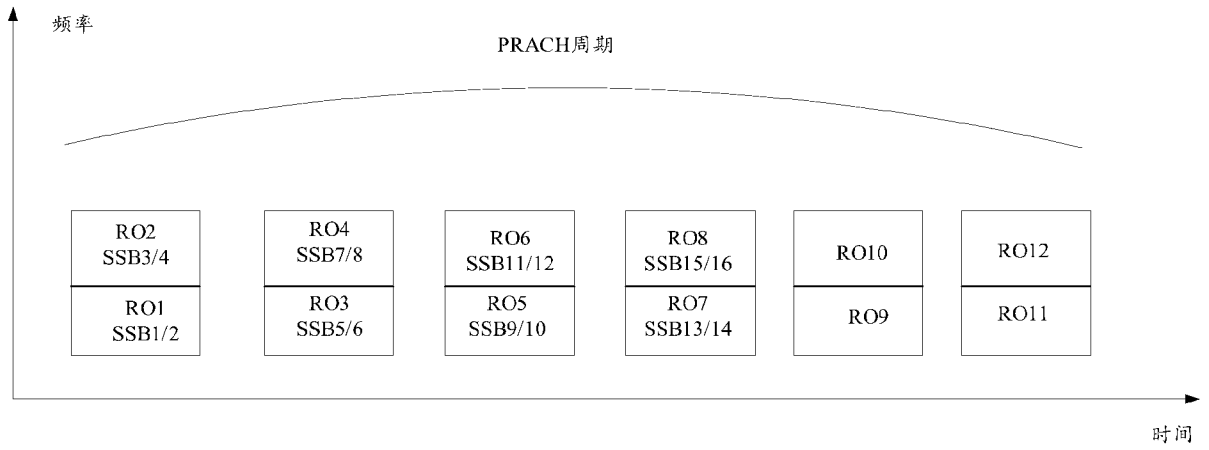 频率
PRACH周期
RO2
SSB3/4
RO4
SSB7/8
RO6
SSB11/12
RO8
SSB15/16
RO10
RO12
RO1
SSB1/2
RO3
SSB5/6
RO5
SSB9/10
RO7
SSB13/14
RO9
RO11
时间